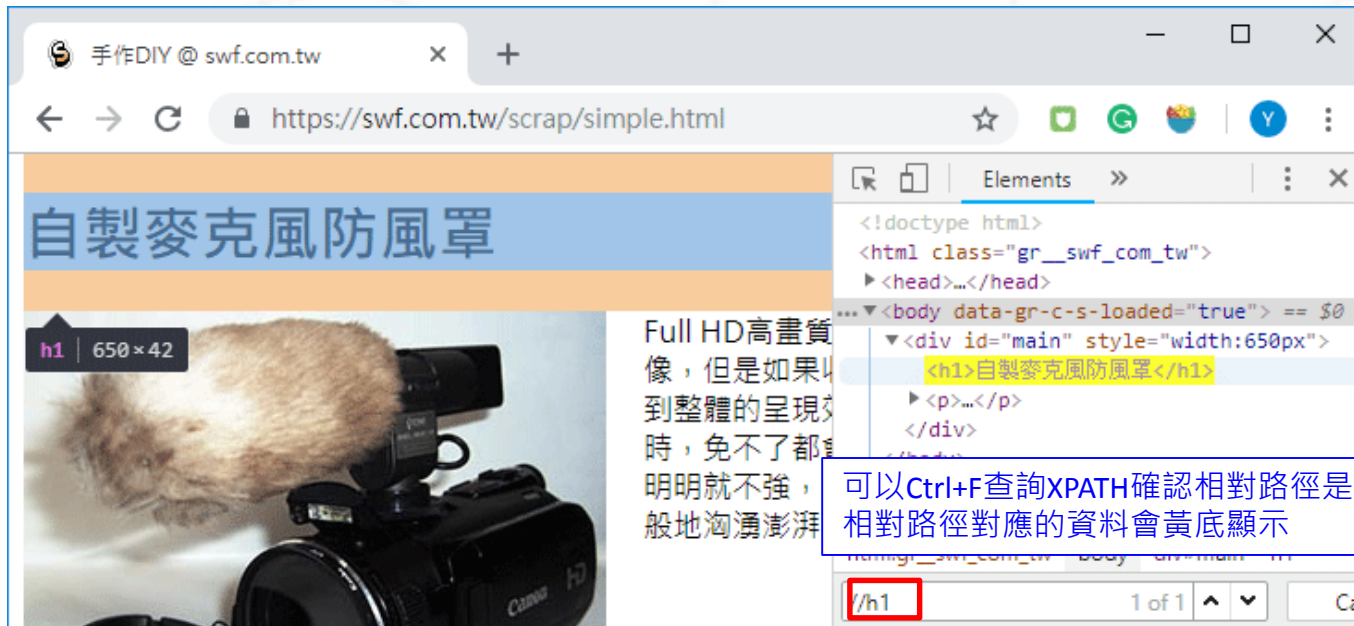 手作DIY @ swf.com.tw
https://swf.com.tw/scrap/simple.html
Y
自製麥克風防風罩
h1 650×42
Full HD高畫質
像，但是如果
到整體的呈現
時，免不了都
明明就不強，
般地洶湧澎湃
Canon HD
Elements
<!doctype html>
<html class="gr__swf_com_tw">
▶<head>…</head>
…▼<body data-gr-c-s-loaded="true"> == $0
▼<div id="main" style="width:650px">
<h1>自製麥克風防風罩</h1>
▶<p>…</p>
</div>
可以Ctrl+F查詢XPATH確認相對路徑是
相對路徑對應的資料會黃底顯示
//h1 1 of 1 Ca